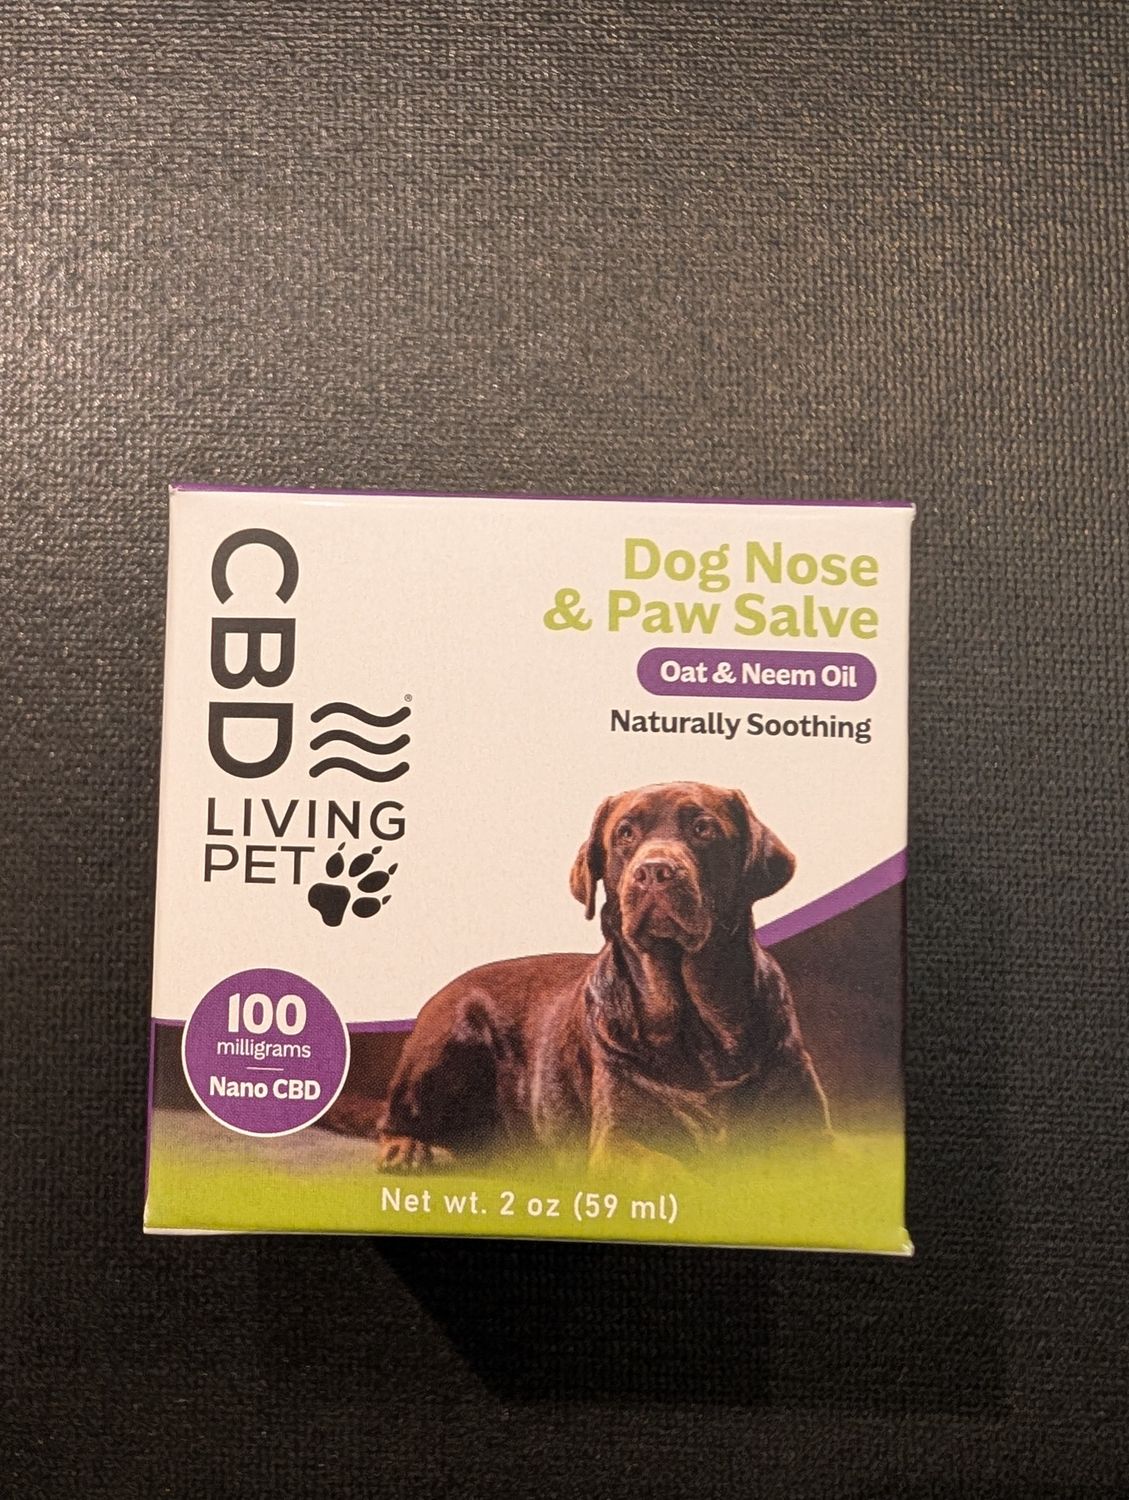 CBD
LIVING
PET
®
Dog Nose
& Paw Salve
Oat & Neem Oil
Naturally Soothing
100
milligrams
Nano CBD
Net wt. 2 oz (59 ml)